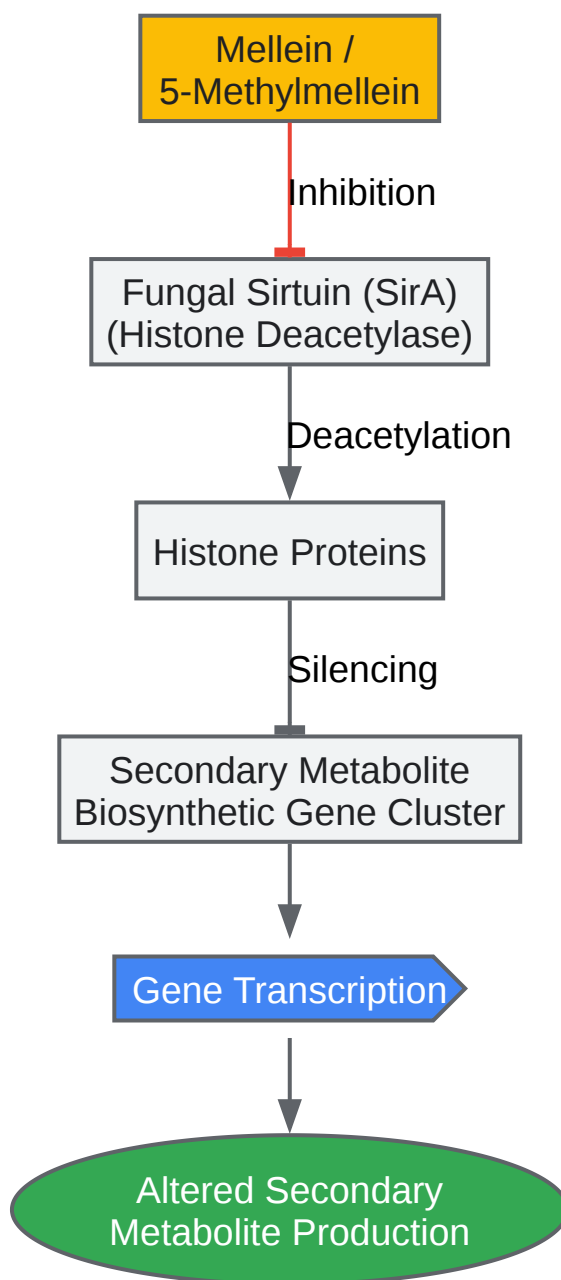 Mellein /
5-Methylmellein
Inhibition
Fungal Sirtuin (SirA)
(Histone Deacetylase)
Deacetylation
Histone Proteins
Silencing
Secondary Metabolite
Biosynthetic Gene Cluster
Gene Transcription
Altered Secondary
Metabolite Production